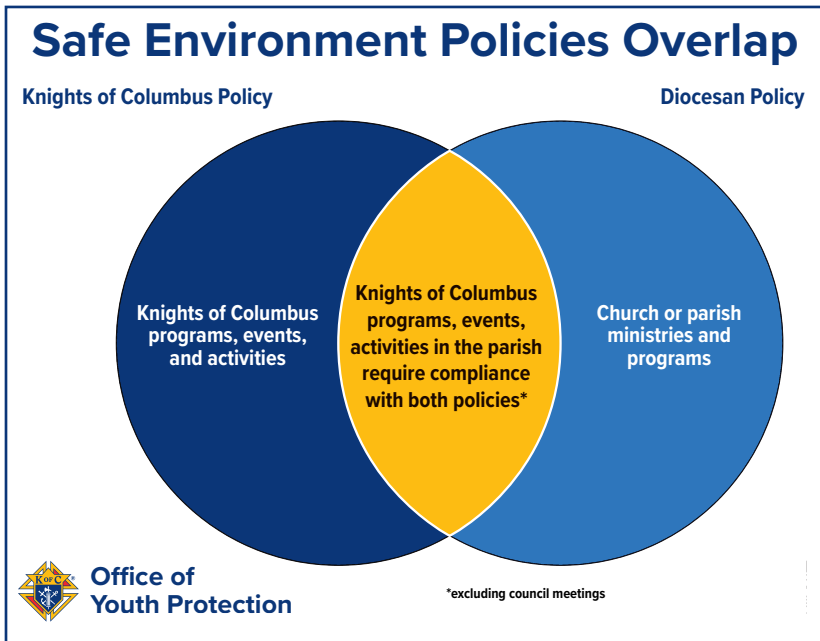 Safe Environment Policies Overlap
Knights of Columbus Policy
Diocesan Policy
Knights of Columbus
programs, events,
and activities
Knights of Columbus
programs, events,
activities in the parish
require compliance
with both policies*
Church or parish
ministries and
programs
K OF C
®
Office of
Youth Protection
*excluding council meetings